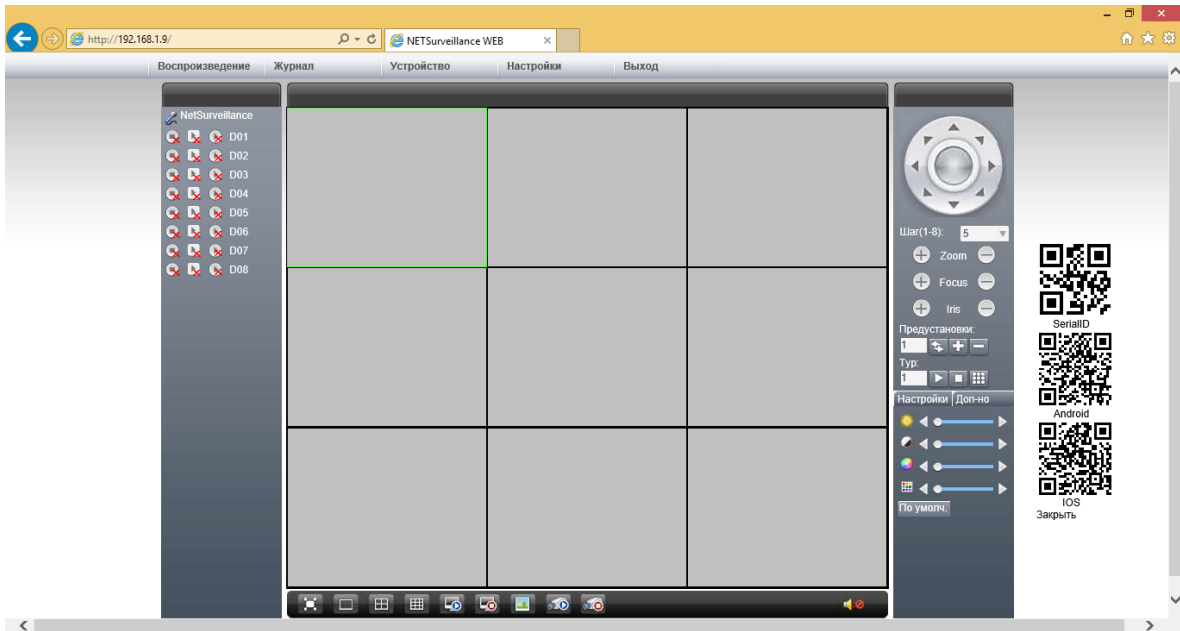 http://192.168.1.9/
NETSurveillance WEB
Воспроизведение Журнал Устройство Настройки Выход
NetSurveillance
D01
D02
D03
D04
D05
D06
D07
D08
Шаг(1-8): 5
Zoom
Focus
Iris
Предустановки:
1
Тур:
1
Настройки Доп-но
По умолч.
SerialID
Android
IOS
Закрыть